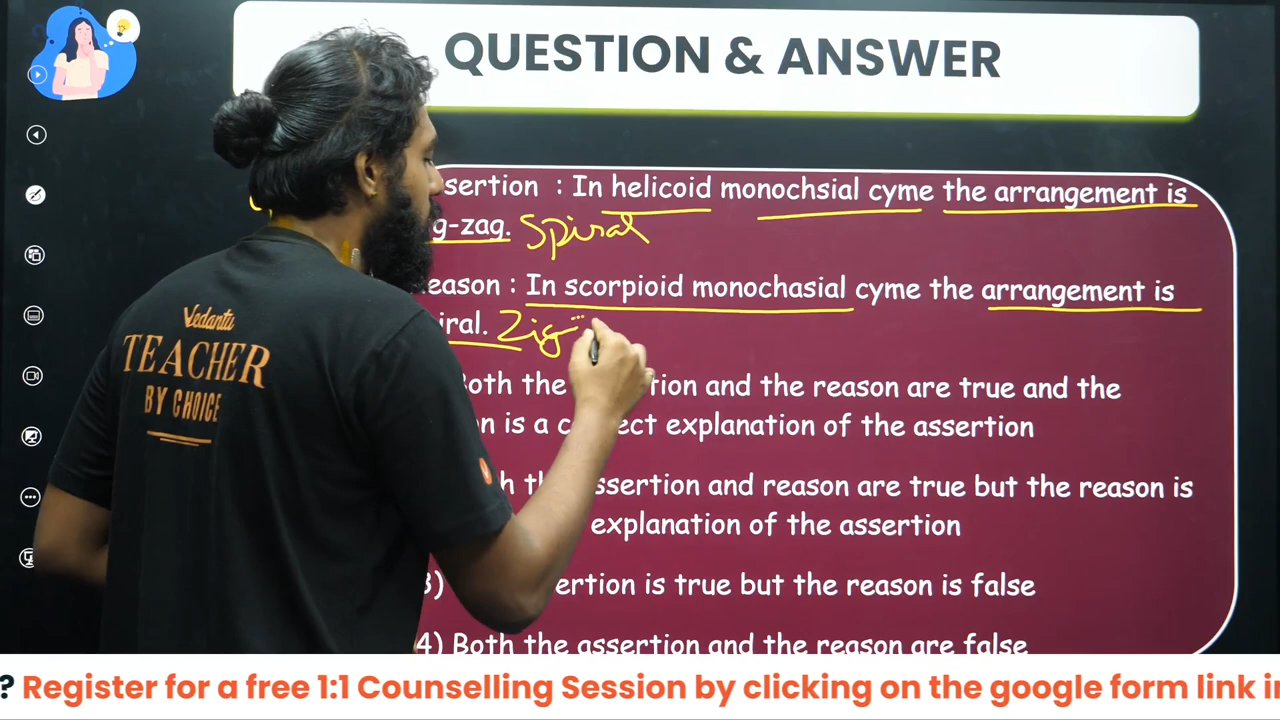 QUESTION & ANSWER
sertion : In helicoid monochsial cyme the arrangement is
g-zag. Spiral
eason : In scorpioid monochasial cyme the arrangement is
iral. Zig
Both the tion and the reason are true and the
n is a c ect explanation of the assertion
h th ssertion and reason are true but the reason is
explanation of the assertion
3) ertion is true but the reason is false
4) Both the assertion and the reason are false
Vedantu
TEACHER
BY CHOICE
? Register for a free 1:1 Counselling Session by clicking on the google form link i